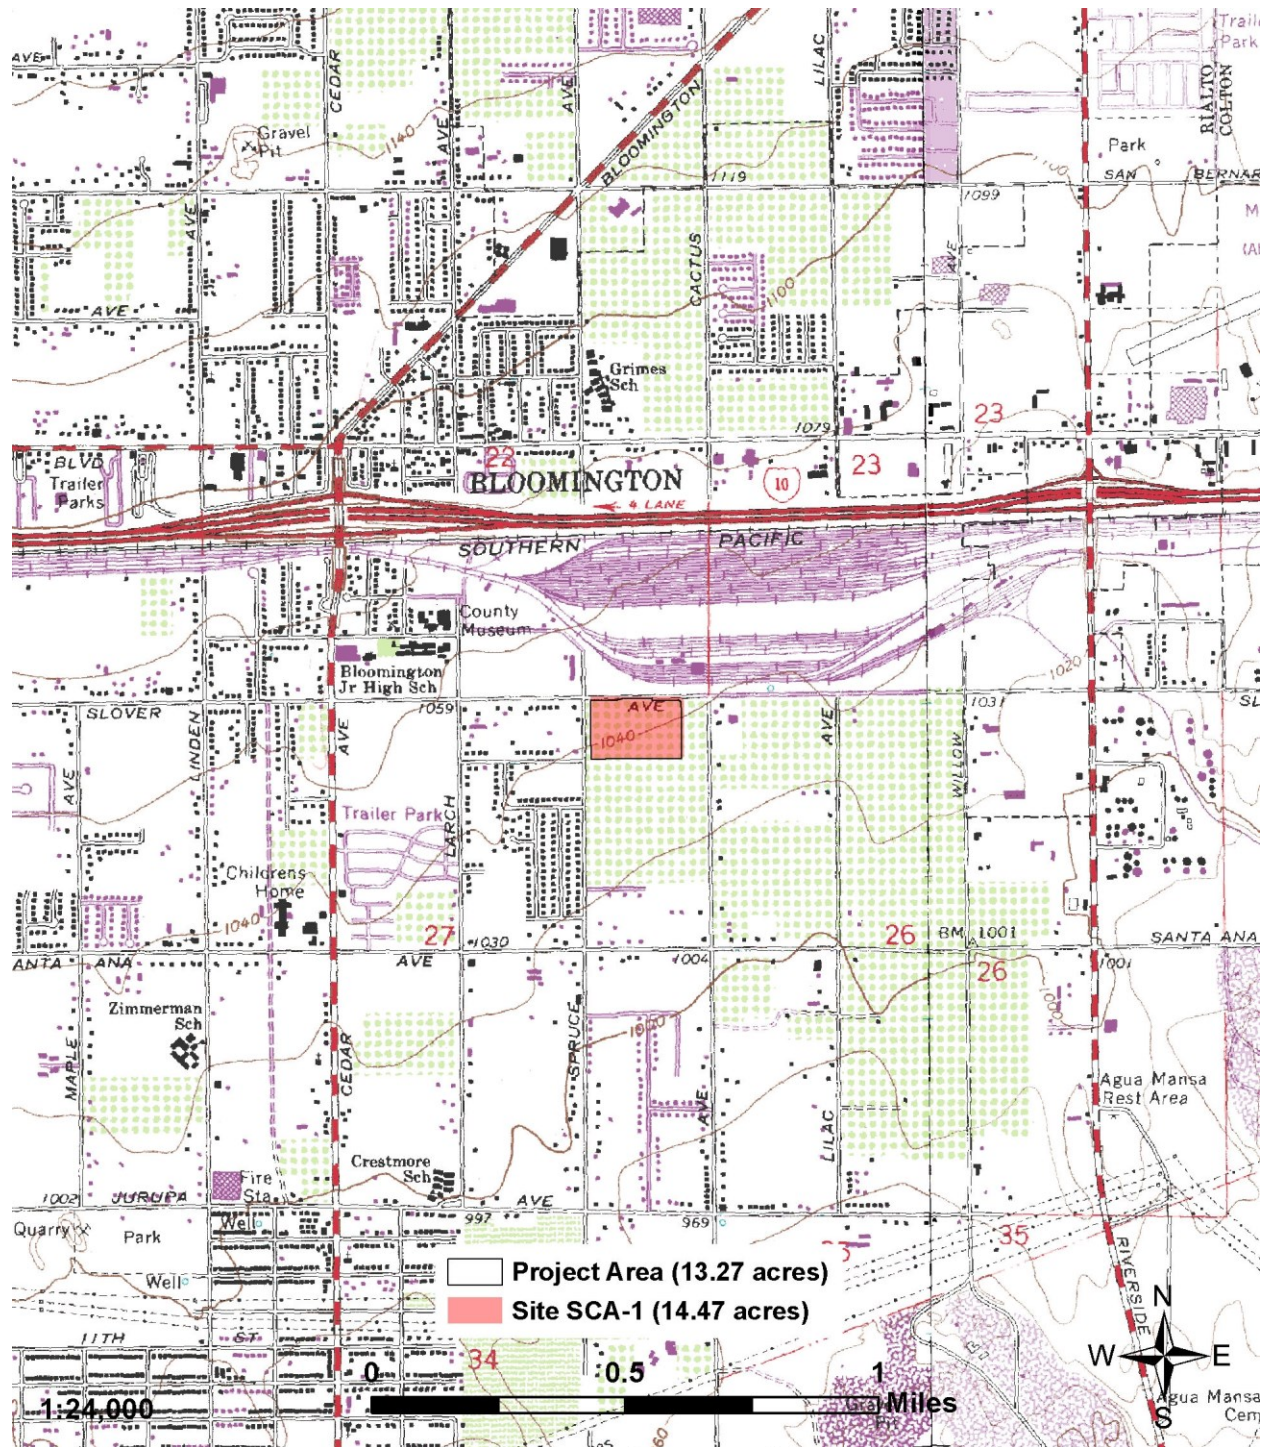 AVE
CEDAR
AVE
AVE
LILAC
Trail
Park
RIALTO
COLTON
BLOOMINGTON
Gravel
Pit
1140
1119
1100
Park
SAN BERNAR
1099
AVE
AVE
CACTUS
1100
AVE
M
(Al
Grimes
Sch
1079
23
23
22
BLVD
Trailer
Parks
BLOOMINGTON
10
4 LANE
SOUTHERN PACIFIC
County
Museum
Bloomington
Jr High Sch
1020
SLOVER
LINDEN
AVE
1059
AVE
1040
AVE
1031
SL
AVE
WILLOW
Trailer Park
LARCH
Childrens
Home
1040
27
1030
26
BM 1001
SANTA ANA
ANTA ANA
AVE
1004
26
1001
Zimmerman
Sch
1000
1001
MAPLE
CEDAR
SPRUCE
AVE
LILAC
Agua Mansa
Rest Area
Crestmore
Sch
Fire
Sta
1002
JURUPA
AVE
997
969
Quarry
Park
Well
Well
35
RIVERSIDE
Project Area (13.27 acres)
Site SCA-1 (14.47 acres)
N
W E
S
11TH ST
34
0 0.5 1
Miles
1:24,000
Agua Mansa
Cem